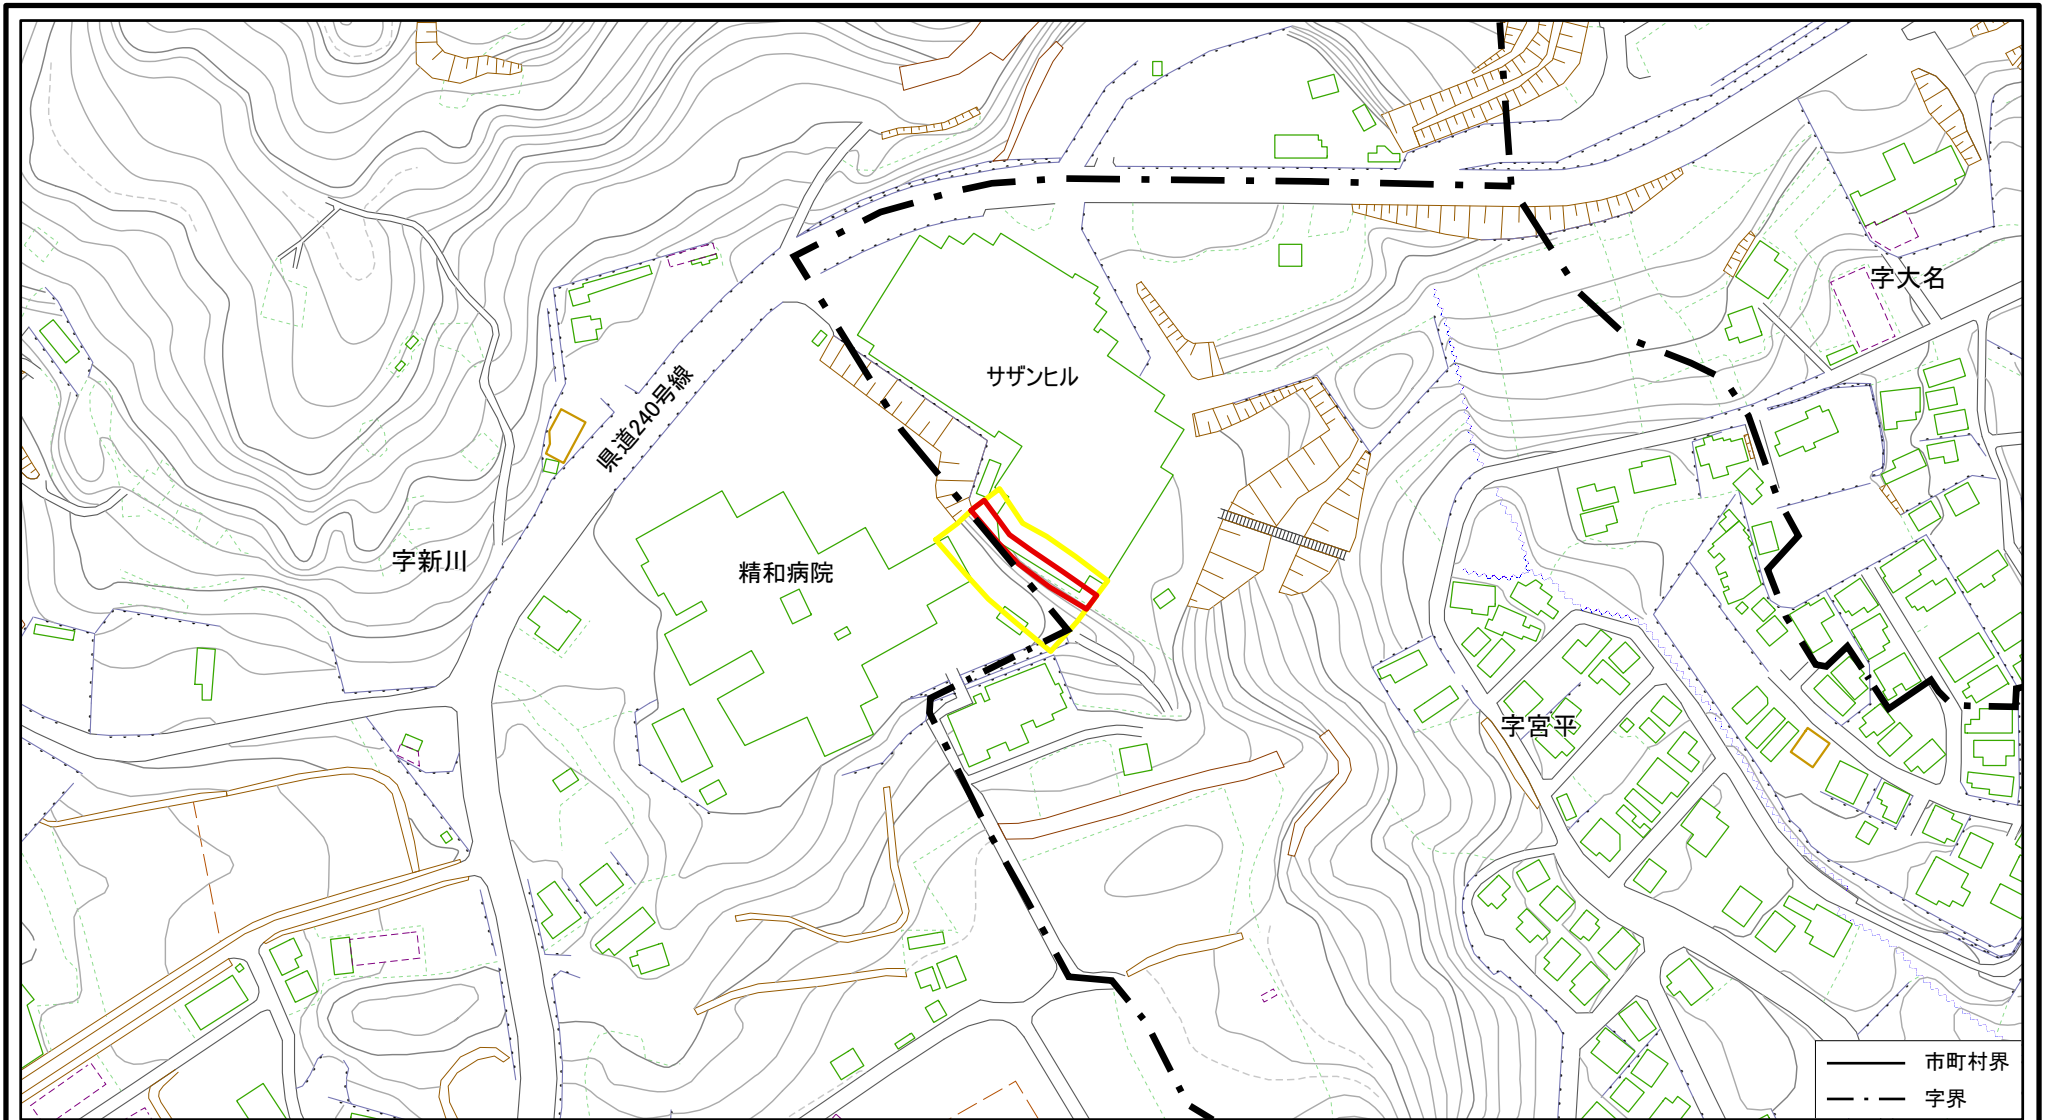 字大名
サザンヒル
県道240号線
字新川
精和病院
字宮平
市町村界
字界